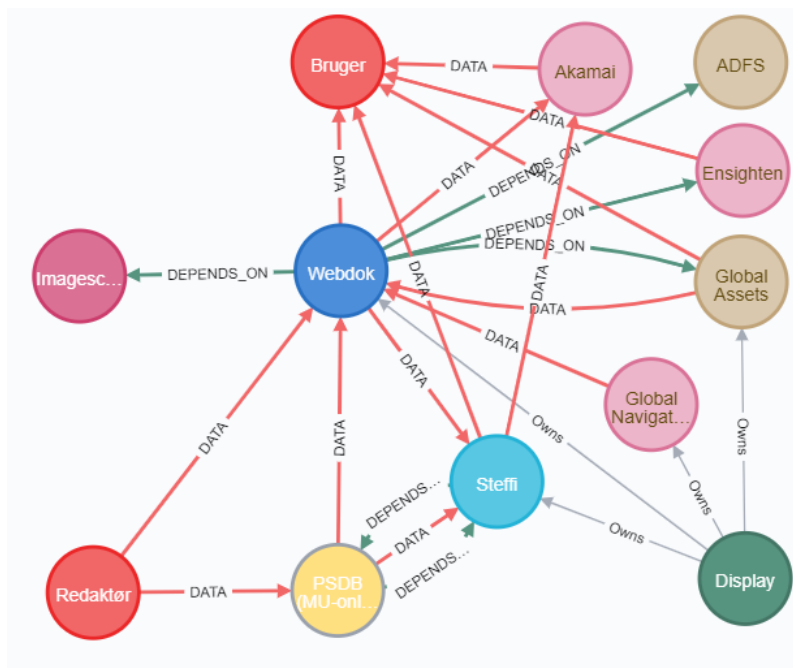 Bruger
DATA
Akamai
ADFS
DATA
DATA
DATA
DEPENDS_ON
DATA
Ensighten
DEPENDS_ON
DEPENDS_ON
Imagesc...
DEPENDS_ON
Webdok
DATA
DATA
DATA
Global
Assets
DATA
DATA
Global
Navigat...
DATA
DATA
Owns
Owns
Owns
Steffi
DEPENDS...
DATA
Owns
DEPENDS...
Redaktør
DATA
PSDB
(MU-onl...
Display